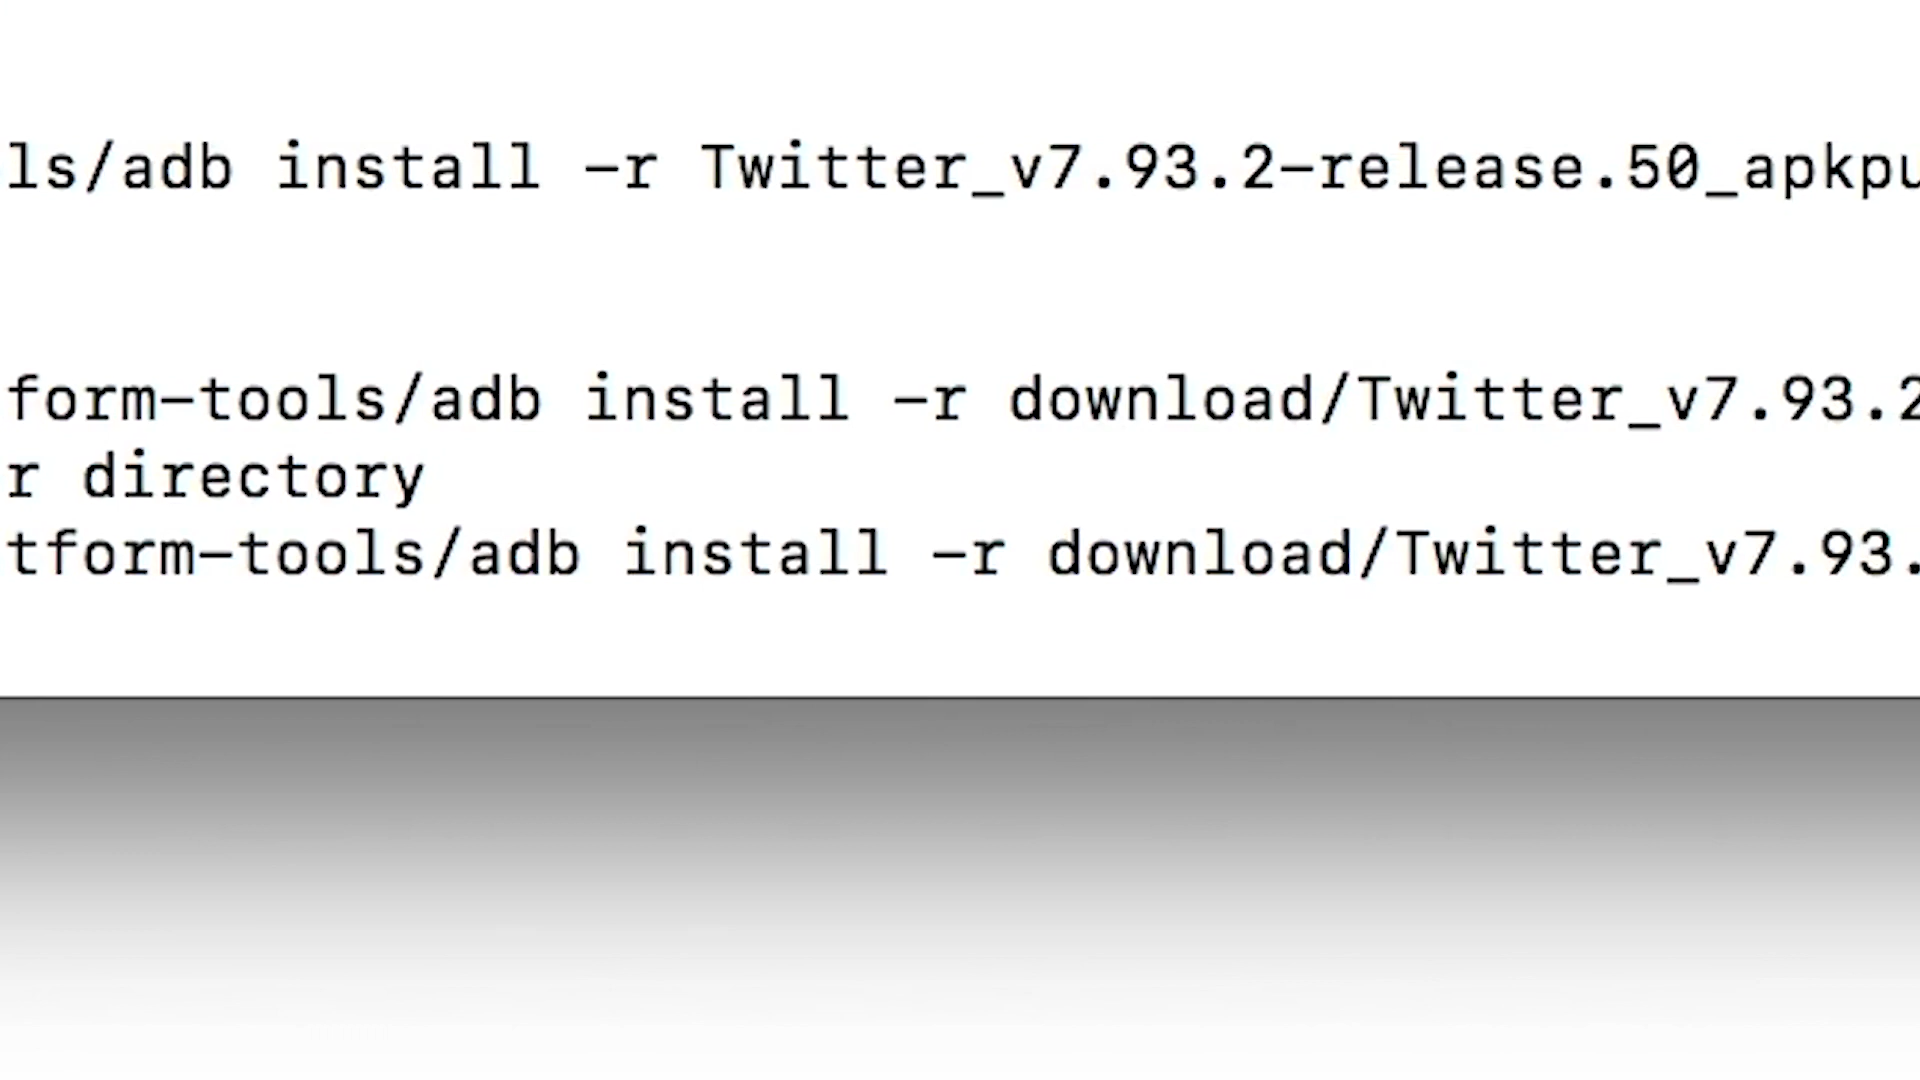 ls/adb install -r Twitter_v7.93.2-release.50_apkpu
form-tools/adb install -r download/Twitter_v7.93.2
r directory
tform-tools/adb install -r download/Twitter_v7.93.